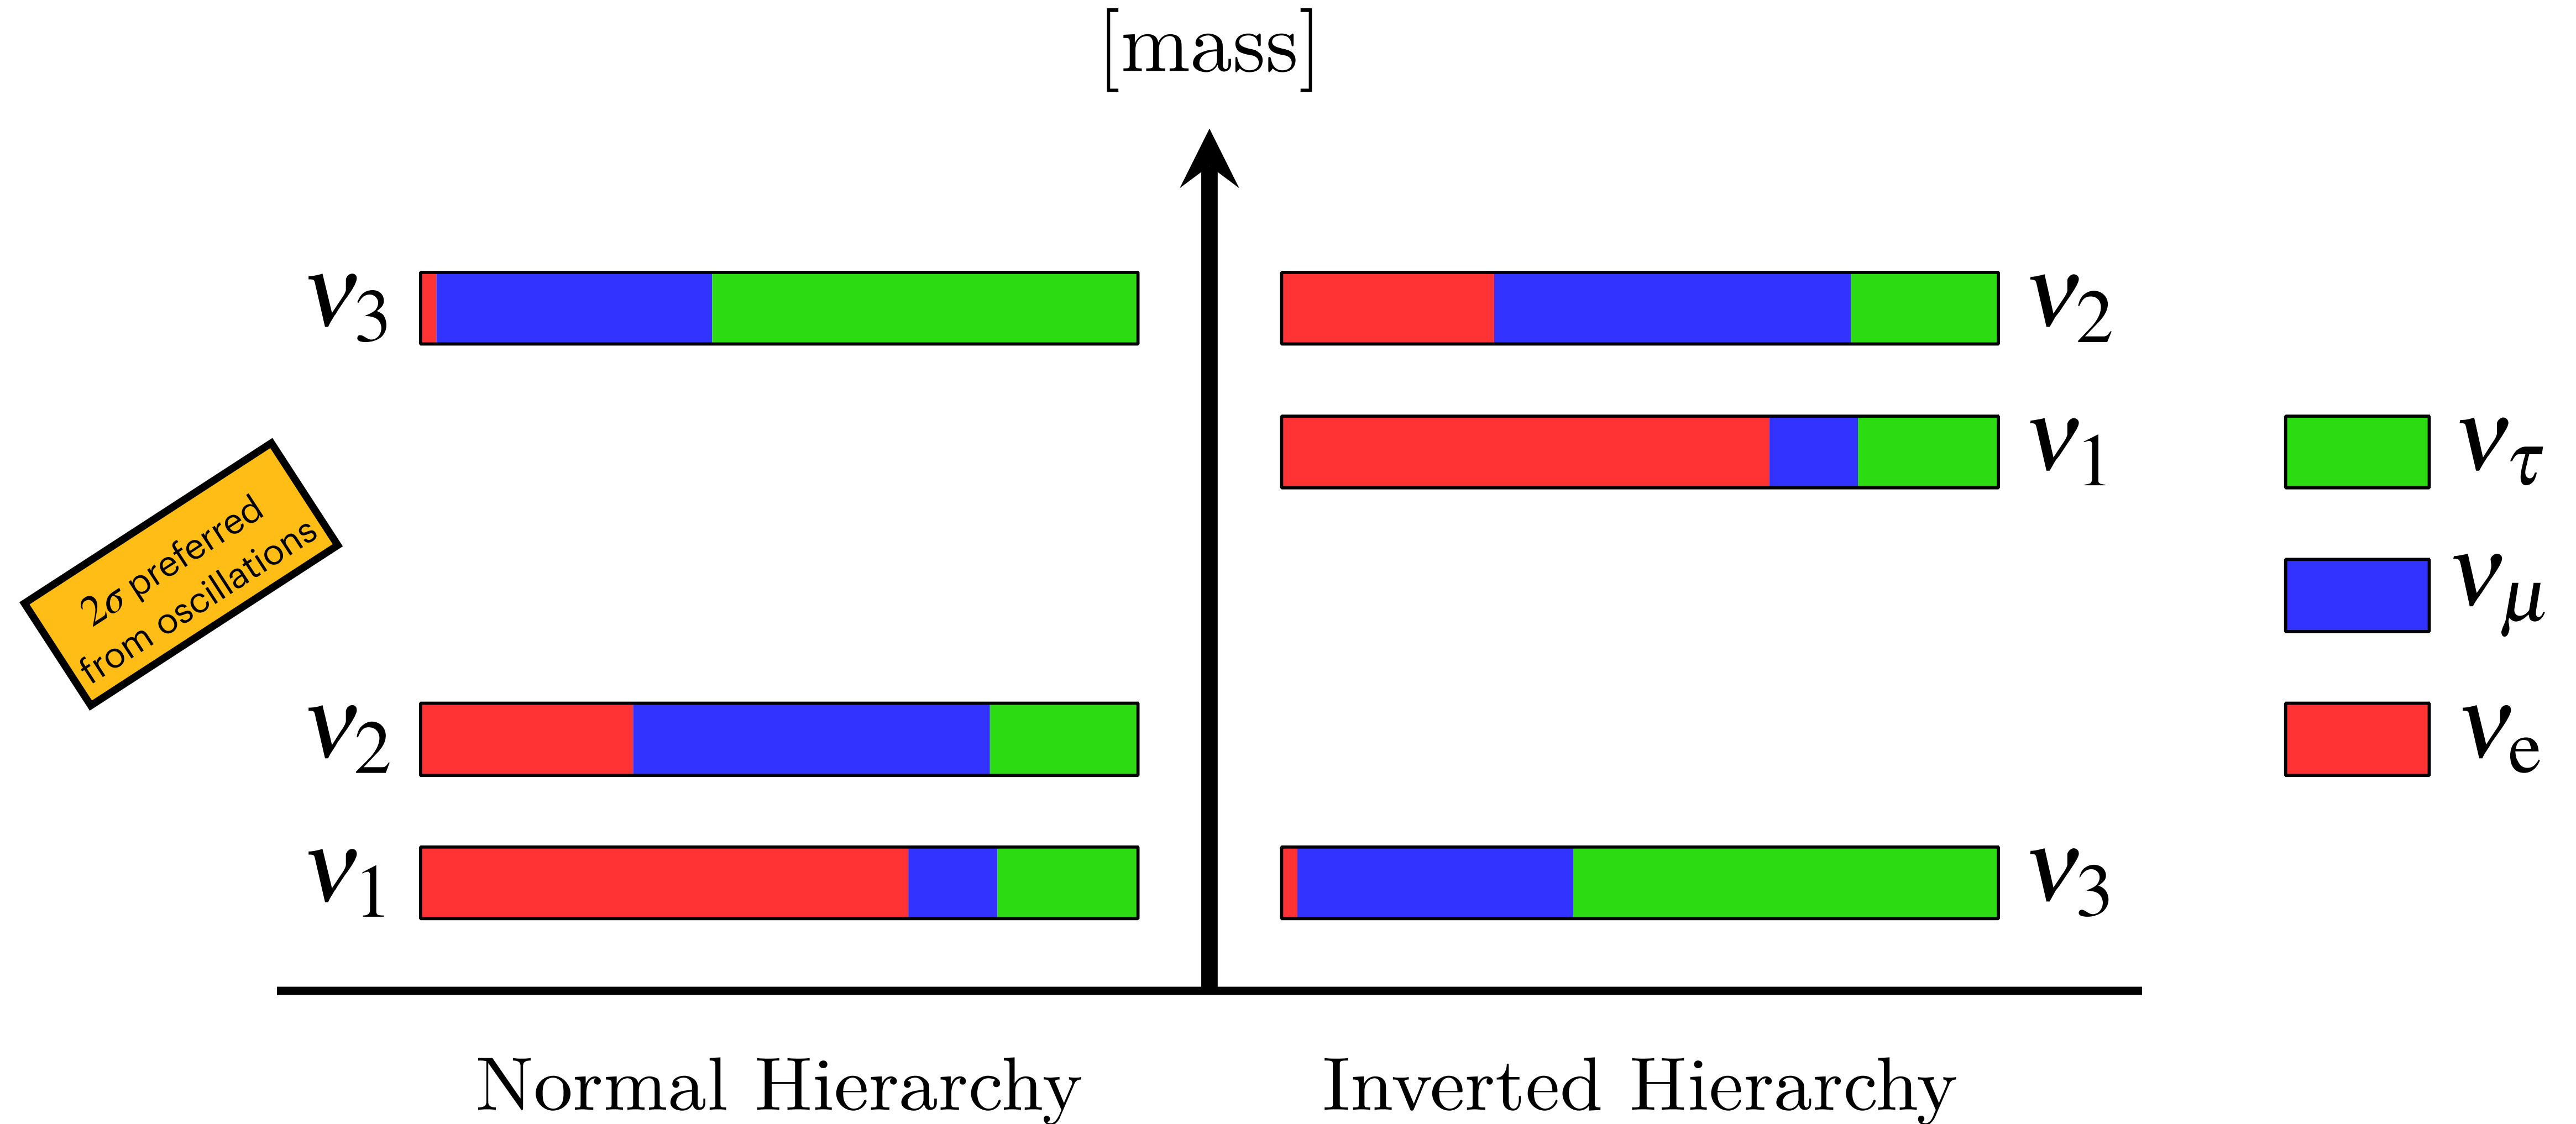 [mass]
ν3
ν2
ν1
2σ preferred
from oscillations
ν2
ν1
ν3
ντ
νμ
νe
Normal Hierarchy
Inverted Hierarchy